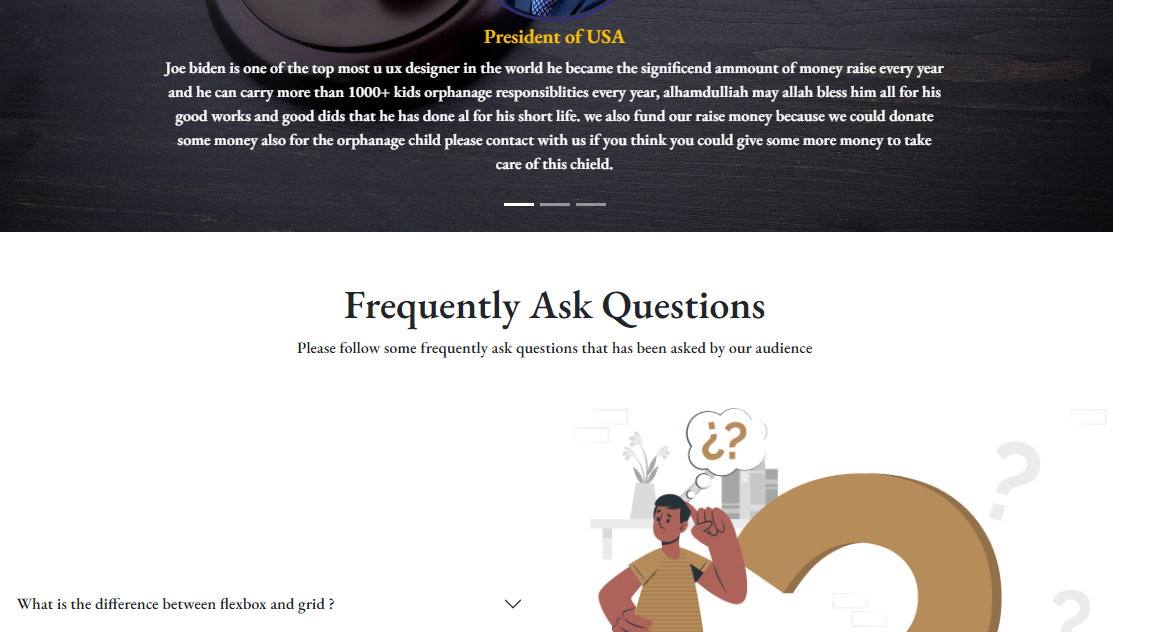 President of USA
Joe biden is one of the top most u ux designer in the world he became the significend ammount of money raise every year
and he can carry more than 1000+ kids orphanage responsiblities every year, alhamdulliah may allah bless him all for his
good works and good dids that he has done al for his short life. we also fund our raise money because we could donate
some money also for the orphanage child please contact with us if you think you could give some more money to take
care of this chield.
Frequently Ask Questions
Please follow some frequently ask questions that has been asked by our audience
¿?
?
?
What is the difference between flexbox and grid ?